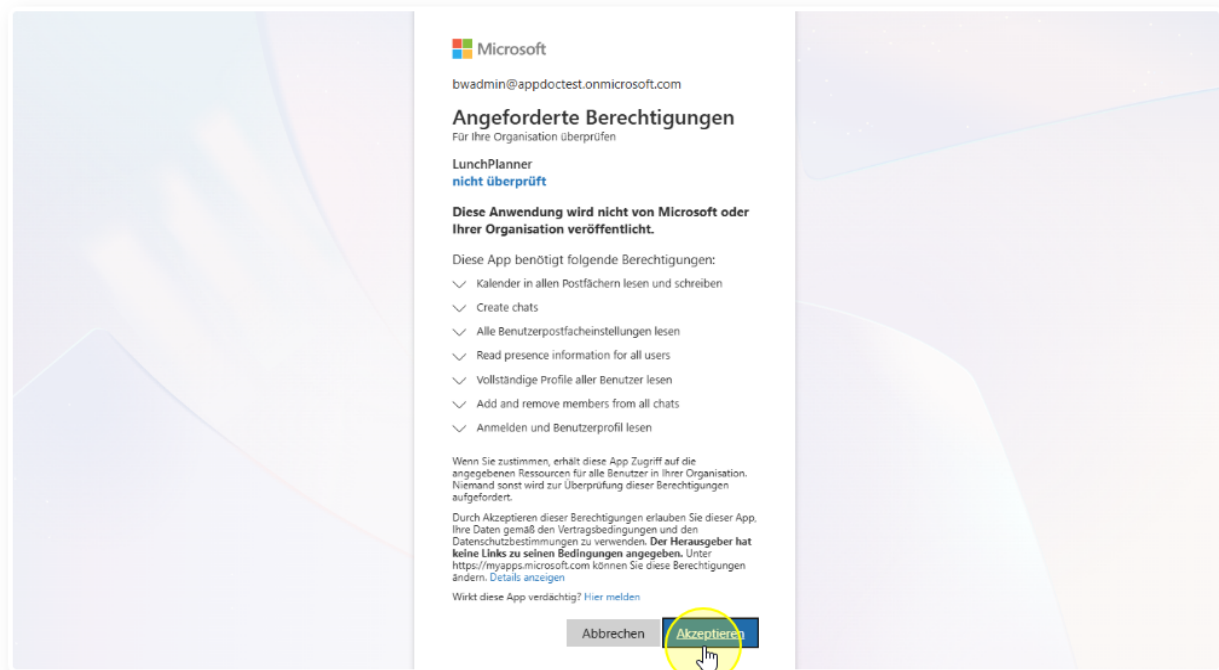 Microsoft
bwadmin@appdoctest.onmicrosoft.com
Angeforderte Berechtigungen
Für Ihre Organisation überprüfen
LunchPlanner
nicht überprüft
Diese Anwendung wird nicht von Microsoft oder
Ihrer Organisation veröffentlicht.
Diese App benötigt folgende Berechtigungen:
Kalender in allen Postfächern lesen und schreiben
Create chats
Alle Benutzerpostfacheinstellungen lesen
Read presence information for all users
Vollständige Profile aller Benutzer lesen
Add and remove members from all chats
Anmelden und Benutzerprofil lesen
Wenn Sie zustimmen, erhält diese App Zugriff auf die
angegebenen Ressourcen für alle Benutzer in Ihrer Organisation.
Niemand sonst wird zur Überprüfung dieser Berechtigungen
aufgefordert.
Durch Akzeptieren dieser Berechtigungen erlauben Sie dieser App,
Ihre Daten gemäß den Vertragsbedingungen und den
Datenschutzbestimmungen zu verwenden. Der Herausgeber hat
keine Links zu seinen Bedingungen angegeben. Unter
https://myapps.microsoft.com können Sie diese Berechtigungen
ändern. Details anzeigen
Wirkt diese App verdächtig? Hier melden
Abbrechen Akzeptieren